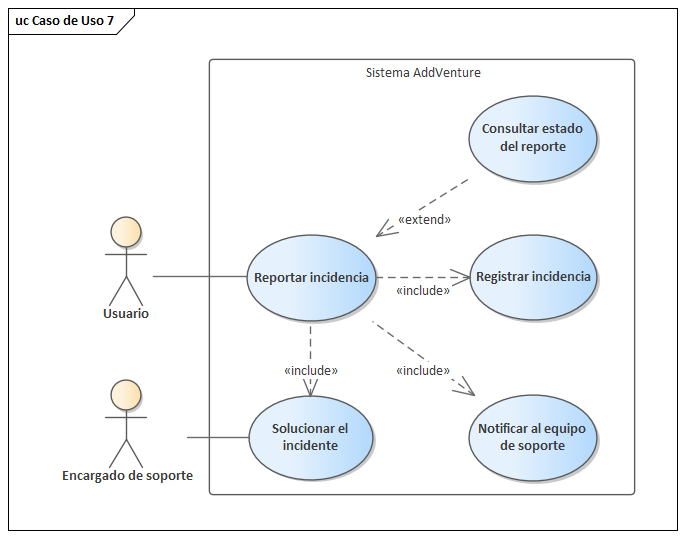 uc Caso de Uso 7
Sistema AddVenture
Consultar estado
del reporte
«extend»
Reportar incidencia
Registrar incidencia
«include»
Usuario
«include»
«include»
Solucionar el
incidente
Notificar al equipo
de soporte
Encargado de soporte